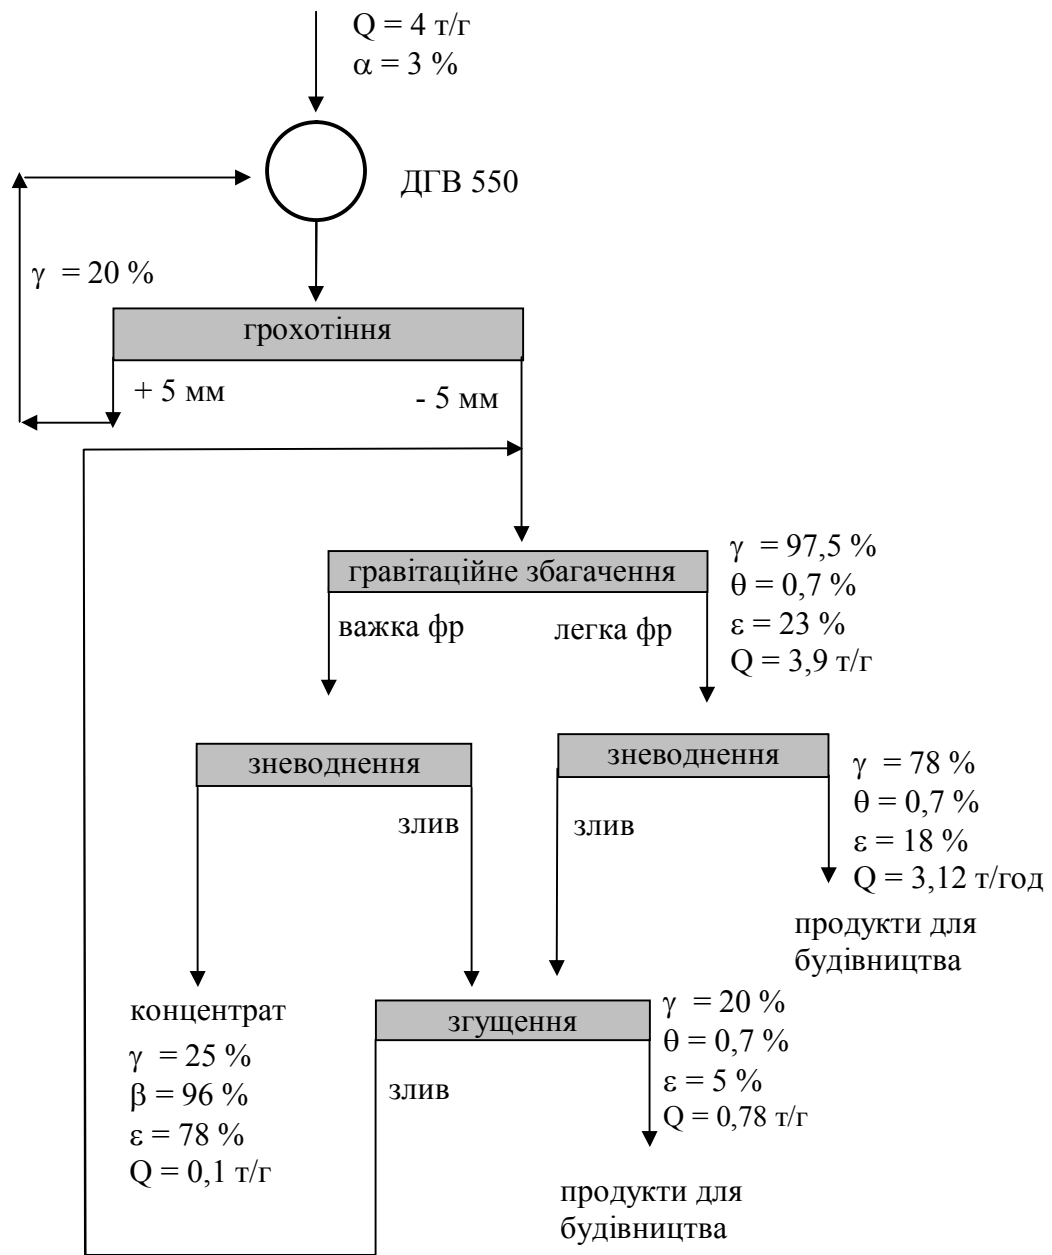 Q = 4 т/г
α = 3 %
ДГВ 550
γ = 20 %
грохотіння
+ 5 мм
- 5 мм
гравітаційне збагачення
γ = 97,5 %
θ = 0,7 %
ε = 23 %
Q = 3,9 т/г
важка фр
легка фр
зневоднення
зневоднення
γ = 78 %
θ = 0,7 %
ε = 18 %
Q = 3,12 т/год
злив
злив
продукти для
будівництва
концентрат
γ = 25 %
β = 96 %
ε = 78 %
Q = 0,1 т/г
згущення
γ = 20 %
θ = 0,7 %
ε = 5 %
Q = 0,78 т/г
злив
продукти для
будівництва